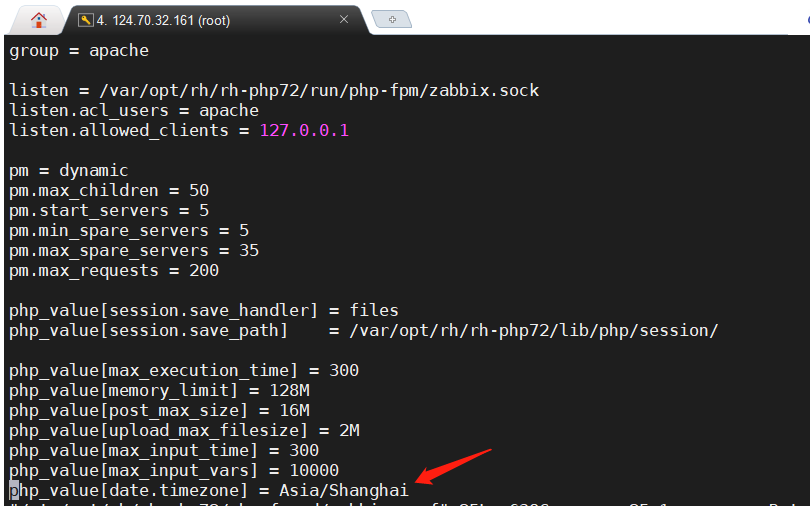 4. 124.70.32.161 (root)
group = apache
listen = /var/opt/rh/rh-php72/run/php-fpm/zabbix.sock
listen.acl_users = apache
listen.allowed_clients = 127.0.0.1
pm = dynamic
pm.max_children = 50
pm.start_servers = 5
pm.min_spare_servers = 5
pm.max_spare_servers = 35
pm.max_requests = 200
php_value[session.save_handler] = files
php_value[session.save_path]    = /var/opt/rh/rh-php72/lib/php/session/
php_value[max_execution_time] = 300
php_value[memory_limit] = 128M
php_value[post_max_size] = 16M
php_value[upload_max_filesize] = 2M
php_value[max_input_time] = 300
php_value[max_input_vars] = 10000
php_value[date.timezone] = Asia/Shanghai